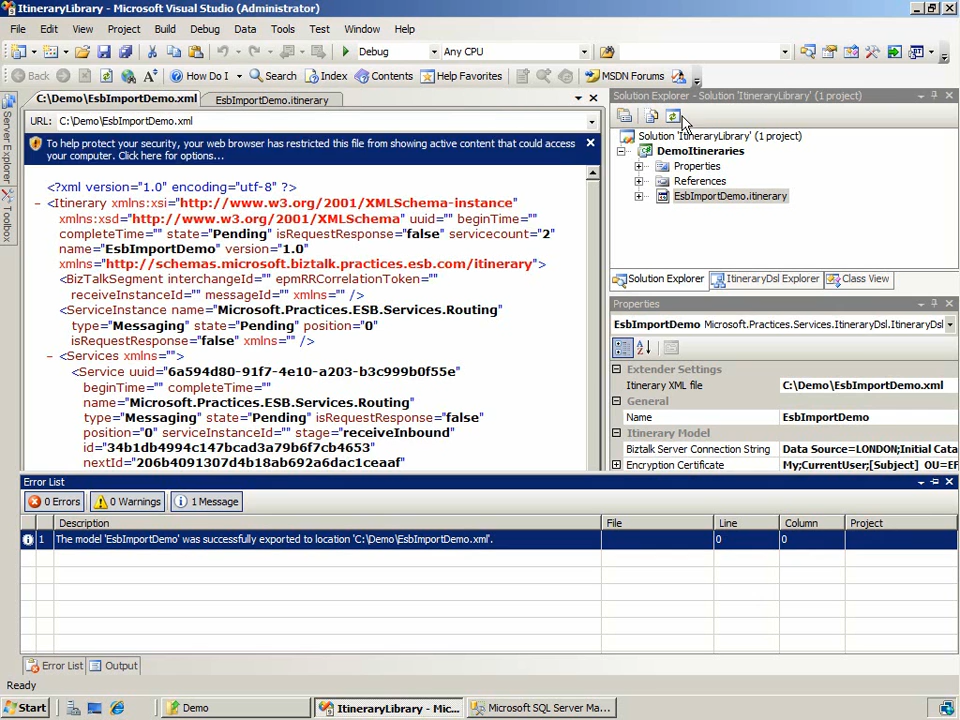 ItineraryLibrary - Microsoft Visual Studio (Administrator)
File Edit View Project Build Debug Data Tools Test Window Help
Debug Any CPU
Back How Do I Search Index Contents Help Favorites MSDN Forums
C:\Demo\EsbImportDemo.xml EsbImportDemo.itinerary
URL: C:\Demo\EsbImportDemo.xml
To help protect your security, your web browser has restricted this file from showing active content that could access
your computer. Click here for options...
<?xml version="1.0" encoding="utf-8" ?>
- <Itinerary xmlns:xsi="http://www.w3.org/2001/XMLSchema-instance"
xmlns:xsd="http://www.w3.org/2001/XMLSchema" uuid="" beginTime=""
completeTime="" state="Pending" isRequestResponse="false" servicecount="2"
name="EsbImportDemo" version="1.0"
xmlns="http://schemas.microsoft.biztalk.practices.esb.com/itinerary">
<BizTalkSegment interchangeId="" epmRRCorrelationToken=""
receiveInstanceId="" messageId="" xmlns="" />
<ServiceInstance name="Microsoft.Practices.ESB.Services.Routing"
type="Messaging" state="Pending" position="0"
isRequestResponse="false" xmlns="" />
- <Services xmlns="">
<Service uuid="6a594d80-91f7-4e10-a203-b3c999b0f55e"
beginTime="" completeTime=""
name="Microsoft.Practices.ESB.Services.Routing"
type="Messaging" state="Pending" isRequestResponse="false"
position="0" serviceInstanceId="" stage="receiveInbound"
id="34b1db4994c147bcad3a79b6f7cb4653"
nextId="206b4091307d4b18ab692a6dac1ceaaf"
Server Explorer
Toolbox
Solution Explorer - Solution 'ItineraryLibrary' (1 project)
Solution 'ItineraryLibrary' (1 project)
DemoItineraries
Properties
References
EsbImportDemo.itinerary
Solution Explorer ItineraryDsl Explorer Class View
Properties
EsbImportDemo Microsoft.Practices.Services.ItineraryDsl.ItineraryDsl
Extender Settings
Itinerary XML file C:\Demo\EsbImportDemo.xml
General
Name EsbImportDemo
Itinerary Model
Biztalk Server Connection String Data Source=LONDON;Initial Cata
Encryption Certificate My;CurrentUser;[Subject] OU=EF
Error List
0 Errors 0 Warnings 1 Message
Description File Line Column Project
1 The model 'EsbImportDemo' was successfully exported to location 'C:\Demo\EsbImportDemo.xml'. 0 0
Error List Output
Ready
Start Demo ItineraryLibrary - Mic... Microsoft SQL Server Ma...